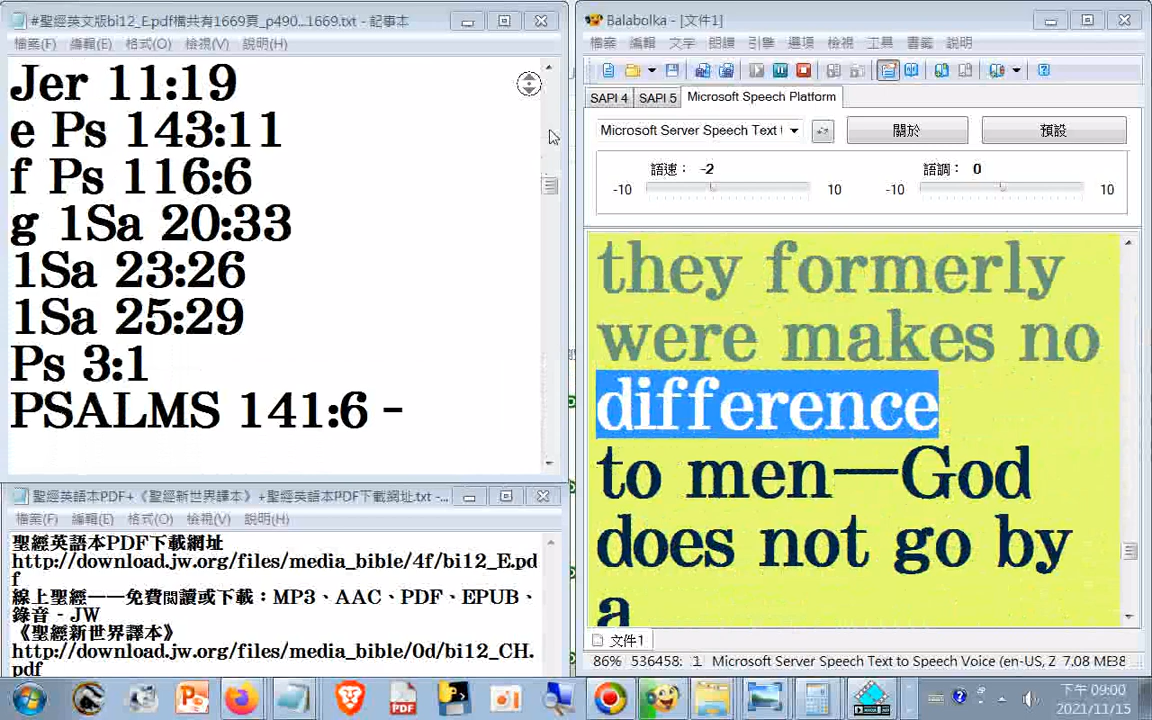 #聖經英文版bi12_E.pdf檔共有1669頁_p490...1669.txt - 記事本
檔案(F) 編輯(E) 格式(O) 檢視(V) 說明(H)
Jer 11:19
e Ps 143:11
f Ps 116:6
g 1Sa 20:33
1Sa 23:26
1Sa 25:29
Ps 3:1
PSALMS 141:6 -
聖經英語本PDF+《聖經新世界譯本》+聖經英語本PDF下載網址.txt -...
檔案(F) 編輯(E) 格式(O) 檢視(V) 說明(H)
聖經英語本PDF下載網址
http://download.jw.org/files/media_bible/4f/bi12_E.pd
f
線上聖經——免費閱讀或下載：MP3、AAC、PDF、EPUB、
錄音 - JW
《聖經新世界譯本》
http://download.jw.org/files/media_bible/0d/bi12_CH.
pdf
Balabolka - [文件1]
檔案 編輯 文字 朗讀 引擎 選項 檢視 工具 書籤 說明
SAPI 4 SAPI 5 Microsoft Speech Platform
Microsoft Server Speech Text 關於 預設
語速： -2 語調： 0
-10 10 -10 10
they formerly
were makes no
difference
to men—God
does not go by
a
文件1
86% 536458: 1 Microsoft Server Speech Text to Speech Voice (en-US, Z 7.08 MB
PDF
下午 09:00
2021/11/15